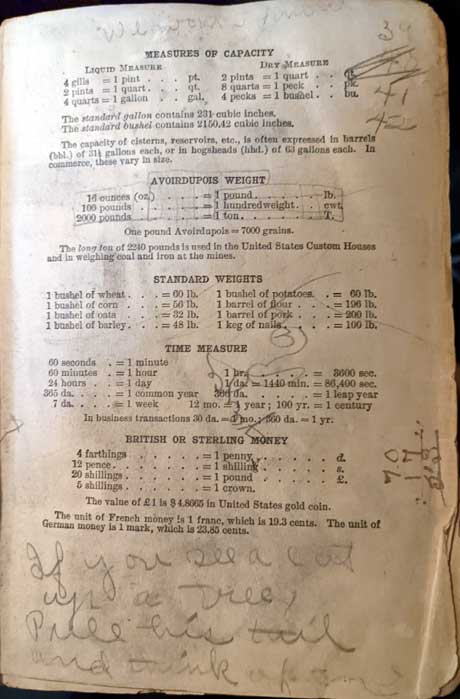 39
41
42
MEASURES OF CAPACITY
LIQUID MEASURE DRY MEASURE
4 gills = 1 pint . . . pt. 2 pints = 1 quart . . qt.
2 pints = 1 quart . . . qt. 8 quarts = 1 peck . . . pk.
4 quarts = 1 gallon . . gal. 4 pecks = 1 bushel . . bu.
The standard gallon contains 231 cubic inches.
The standard bushel contains 2150.42 cubic inches.
The capacity of cisterns, reservoirs, etc., is often expressed in barrels
(bbl.) of 31½ gallons each, or in hogsheads (hhd.) of 63 gallons each. In
commerce, these vary in size.
AVOIRDUPOIS WEIGHT
16 ounces (oz.) . . . . . = 1 pound . . . . . . lb.
100 pounds . . . . . . = 1 hundredweight . . . cwt.
2000 pounds . . . . . . = 1 ton . . . . . . . T.
One pound Avoirdupois = 7000 grains.
The long ton of 2240 pounds is used in the United States Custom Houses
and in weighing coal and iron at the mines.
STANDARD WEIGHTS
1 bushel of wheat . . . = 60 lb. 1 bushel of potatoes . . = 60 lb.
1 bushel of corn . . . = 56 lb. 1 barrel of flour . . . = 196 lb.
1 bushel of oats . . . = 32 lb. 1 barrel of pork . . . = 200 lb.
1 bushel of barley . . . = 48 lb. 1 keg of nails . . . . = 100 lb.
TIME MEASURE
60 seconds . = 1 minute
60 minutes . = 1 hour 1 hr. . . . . . . = 3600 sec.
24 hours . = 1 day 1 da. = 1440 min. = 86,400 sec.
365 da. . . = 1 common year 366 da. . . . . . = 1 leap year
7 da. . . . = 1 week 12 mo. = 1 year; 100 yr. = 1 century
In business transactions 30 da. = 1 mo.; 360 da. = 1 yr.
BRITISH OR STERLING MONEY
4 farthings . . . . . . = 1 penny . . . . . . d.
12 pence . . . . . . . = 1 shilling . . . . . s.
20 shillings . . . . . . = 1 pound . . . . . . £.
5 shillings . . . . . . = 1 crown.
The value of £1 is $4.8665 in United States gold coin.
The unit of French money is 1 franc, which is 19.3 cents. The unit of
German money is 1 mark, which is 23.85 cents.
70
17
If you see a cat
up a tree,
Pull his tail
and think of me